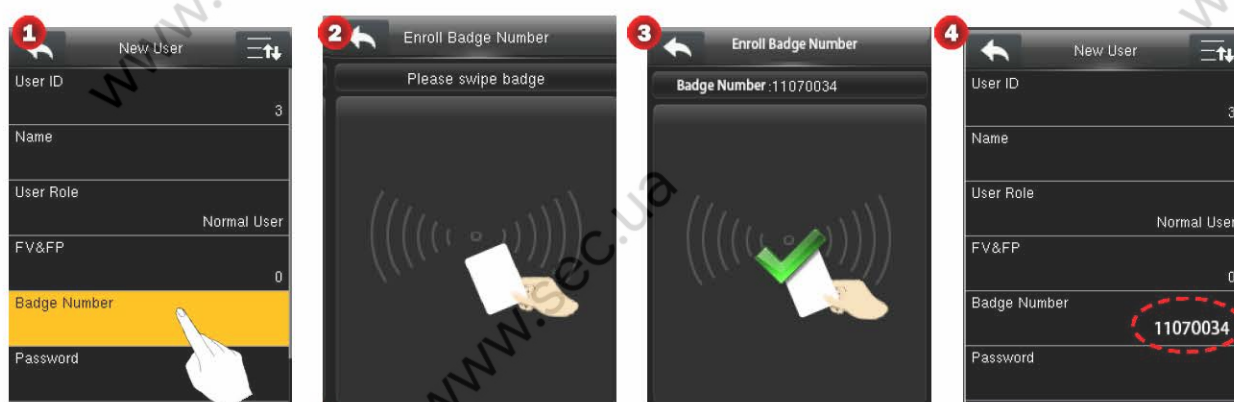 1
New User
User ID
3
Name
User Role
Normal User
FV&FP
0
Badge Number
Password
2
Enroll Badge Number
Please swipe badge
3
Enroll Badge Number
Badge Number :11070034
4
New User
User ID
3
Name
User Role
Normal User
FV&FP
0
Badge Number
11070034
Password
www.sec.ua